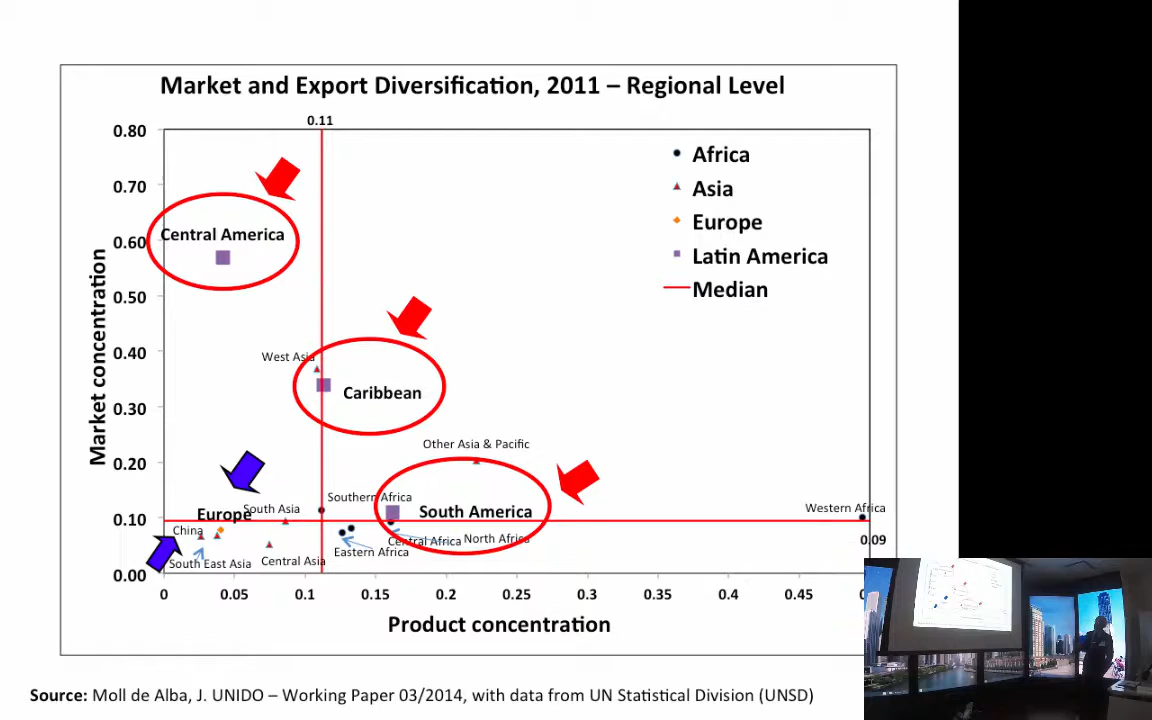 Market and Export Diversification, 2011 – Regional Level
0.11
0.80
0.70
0.60
0.50
0.40
0.30
0.20
0.10
0.00
Market concentration
Africa
Asia
Europe
Latin America
Median
Central America
West Asia
Caribbean
Other Asia & Pacific
Southern Africa
South America
Western Africa
South Asia
Europe
China
0.09
North Africa
Central Africa
Eastern Africa
Central Asia
South East Asia
0
0.05
0.1
0.15
0.2
0.25
0.3
0.35
0.4
0.45
Product concentration
Source: Moll de Alba, J. UNIDO – Working Paper 03/2014, with data from UN Statistical Division (UNSD)